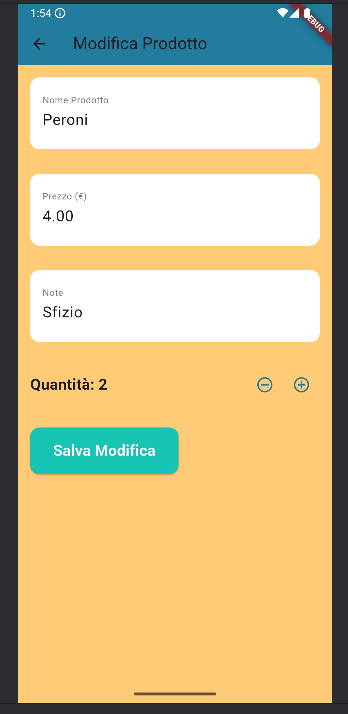 1:54
DEBUG
Modifica Prodotto
Nome Prodotto
Peroni
Prezzo (€)
4.00
Note
Sfizio
Quantità: 2
Salva Modifica